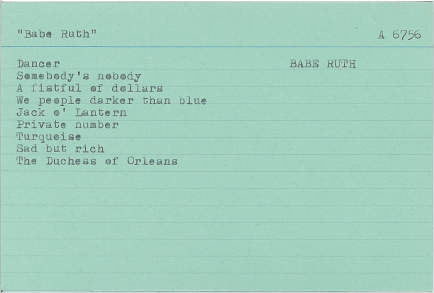 "Babe Ruth" A 6756
Dancer BABE RUTH
Somebody's nobody
A fistful of dollars
We people darker than blue
Jack o' Lantern
Private number
Turquoise
Sad but rich
The Duchess of Orleans